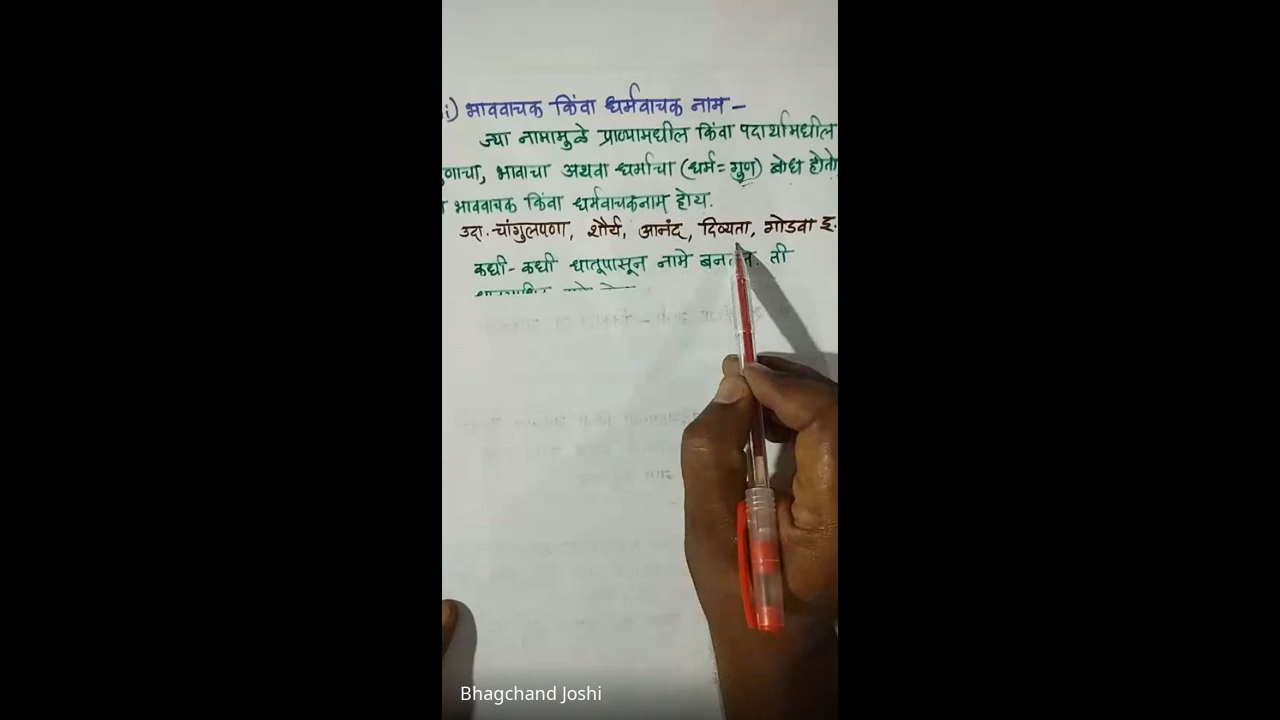 i) भाववाचक किंवा धर्मवाचक नाम -
ज्या नामामुळे प्राण्यामधील किंवा पदार्थामधील
गुणाचा, भावाचा अथवा धर्माचा (धर्म= गुण) बोध होतो
भाववाचक किंवा धर्मवाचकनाम होय.
उदा. चांगुलपणा, शौर्य, आनंद, दिव्यता, गोडवा इ.
कधी- कधी धातूपासून नामे बनतात. ती
Bhagchand Joshi